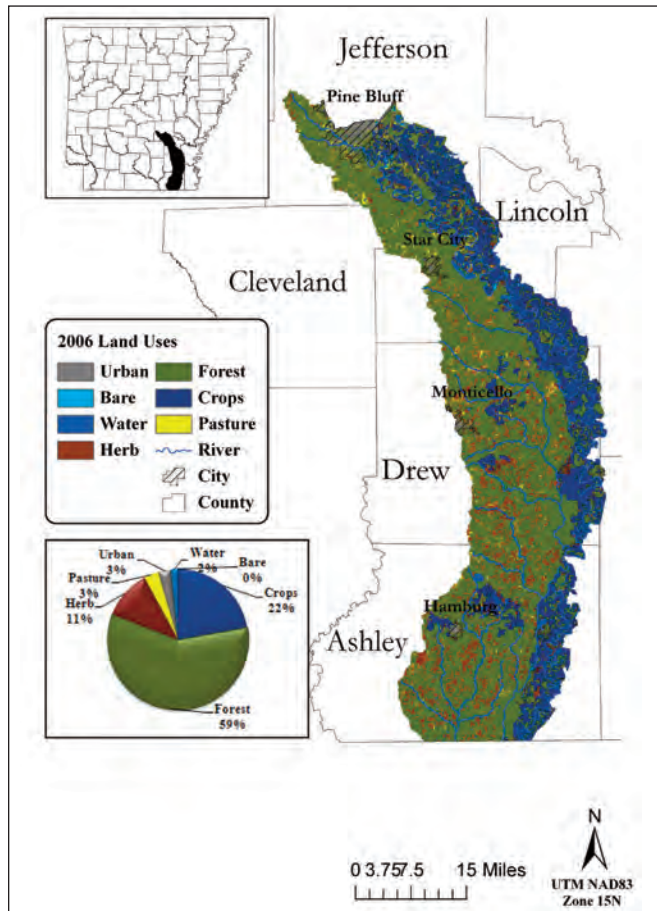 Jefferson
Pine Bluff
Lincoln
Star City
Cleveland
2006 Land Uses
Urban
Forest
Bare
Crops
Water
Pasture
Herb
River
City
County
Monticello
Drew
Urban
3%
Water
2%
Bare
0%
Pasture
3%
Crops
22%
Herb
11%
Forest
59%
Hamburg
Ashley
N
0 3.757.5 15 Miles
UTM NAD83
Zone 15N